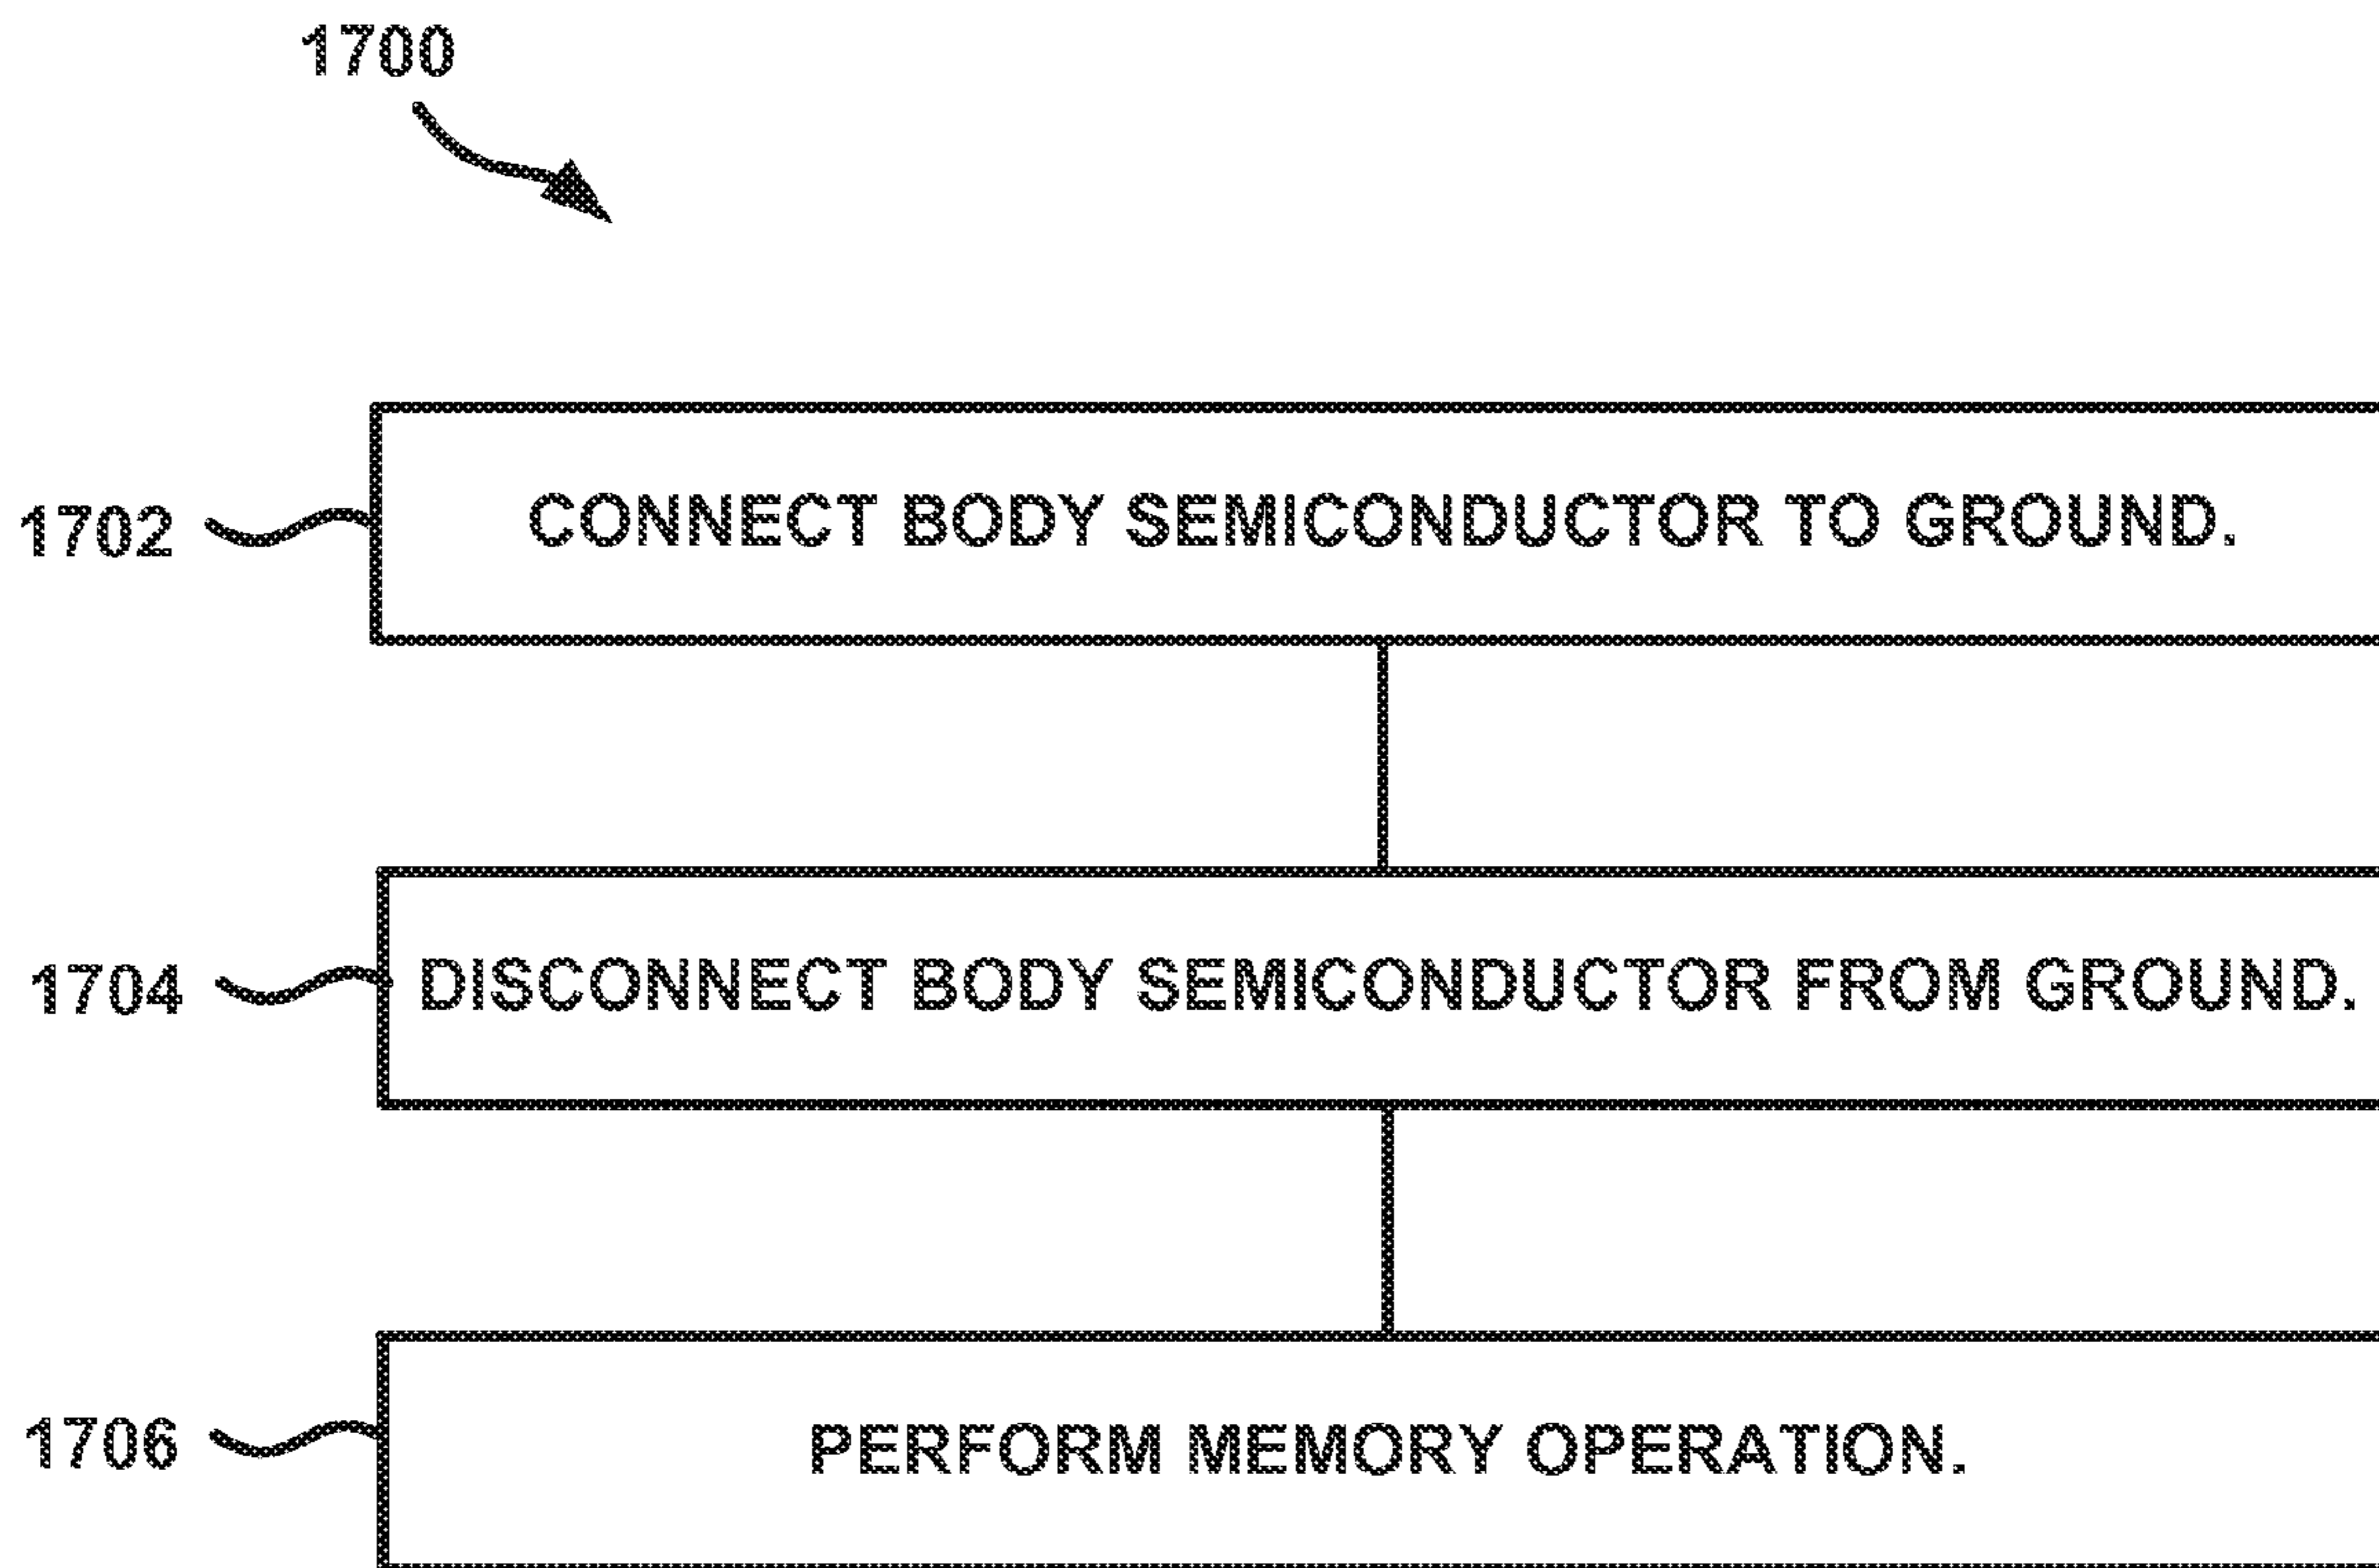 1700
1702 CONNECT BODY SEMICONDUCTOR TO GROUND.
1704 DISCONNECT BODY SEMICONDUCTOR FROM GROUND.
1706 PERFORM MEMORY OPERATION.